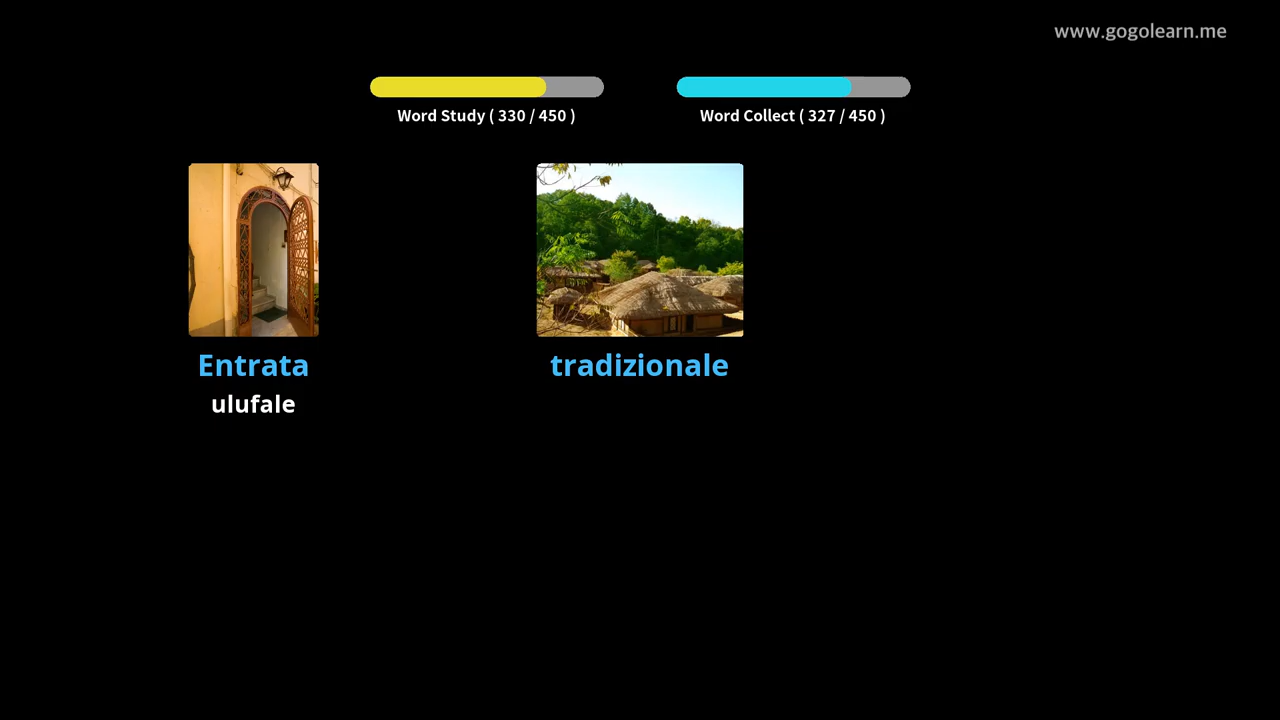 www.gogolearn.me
Word Study ( 330 / 450 )
Word Collect ( 327 / 450 )
Entrata
tradizionale
ulufale